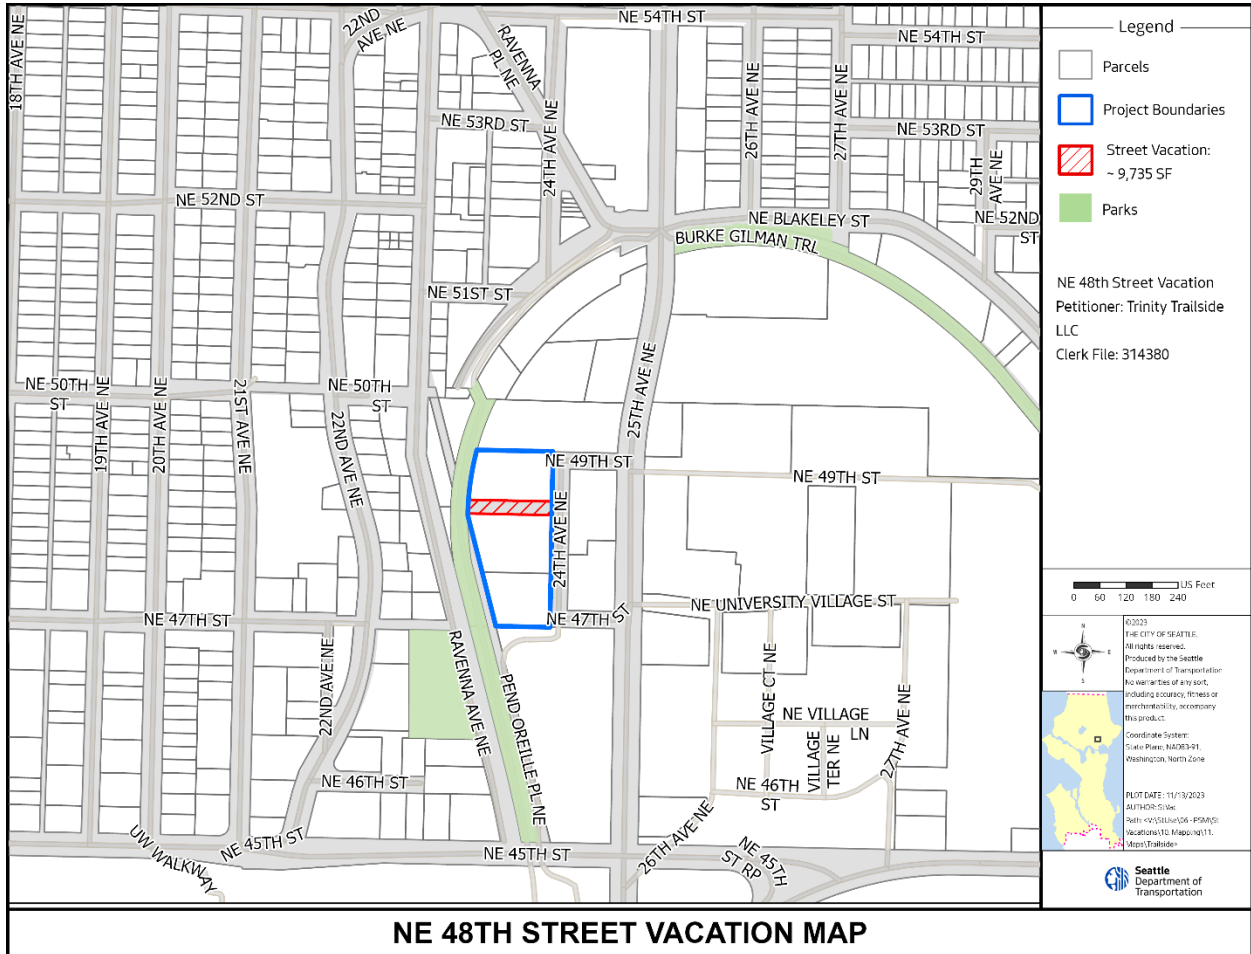 22ND
AVE NE
18TH AVE NE
RAVENNA
PL NE
NE 54TH ST
NE 54TH ST
26TH AVE NE
27TH AVE NE
NE 53RD ST
24TH AVE NE
NE 53RD ST
29TH
AVE NE
NE 52ND ST
NE BLAKELEY ST
NE 52ND
ST
BURKE GILMAN TRL
NE 51ST ST
25TH AVE NE
NE 50TH
ST
19TH AVE NE
20TH AVE NE
21ST AVE NE
NE 50TH
ST
22ND AVE NE
NE 49TH ST
NE 49TH ST
24TH AVE NE
NE UNIVERSITY VILLAGE ST
NE 47TH ST
NE 47TH ST
22ND AVE NE
RAVENNA AVE NE
PEND OREILLE PL NE
VILLAGE CT NE
NE VILLAGE
LN
VILLAGE
TER NE
27TH AVE NE
NE 46TH ST
NE 46TH
ST
26TH AVE NE
UW WALKWAY
NE 45TH ST
NE 45TH ST
NE 45TH
ST RP
Legend
Parcels
Project Boundaries
Street Vacation:
~ 9,735 SF
Parks
NE 48th Street Vacation
Petitioner: Trinity Trailside
LLC
Clerk File: 314380
US Feet
0 60 120 180 240
N
W E
S
©2023
THE CITY OF SEATTLE.
All rights reserved.
Produced by the Seattle
Department of Transportation
No warranties of any sort,
including accuracy, fitness or
merchantability, accompany
this product.
Coordinate System:
State Plane, NAD83-91,
Washington, North Zone
PLOT DATE : 11/13/2023
AUTHOR: StVac
Vacations\10. Mapping\11.
Maps\Trailside>
Seattle
Department of
Transportation
NE 48TH STREET VACATION MAP